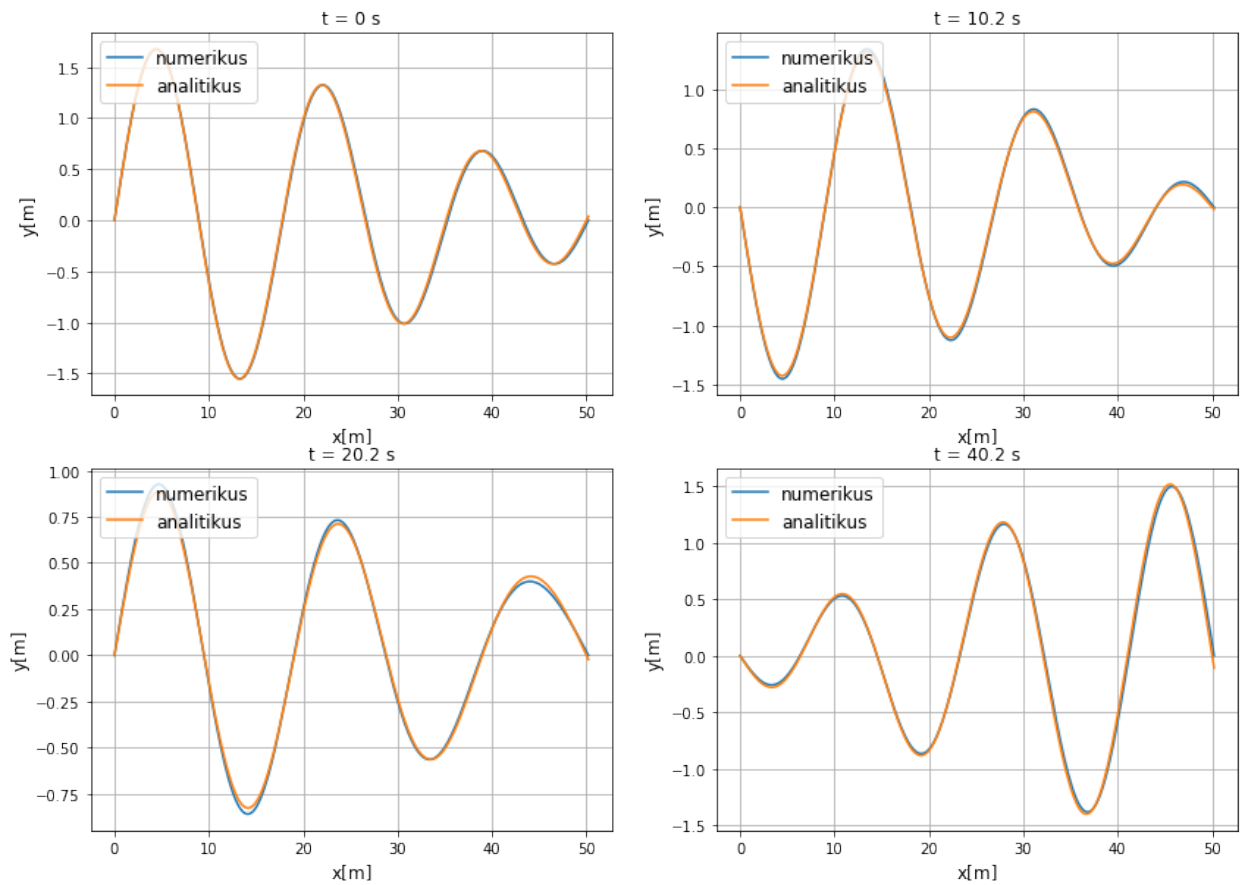 t = 0 s
numerikus
analitikus
y[m]
1.5
1.0
0.5
0.0
−0.5
−1.0
−1.5
0 10 20 30 40 50
x[m]
t = 10.2 s
numerikus
analitikus
y[m]
1.0
0.5
0.0
−0.5
−1.0
−1.5
0 10 20 30 40 50
x[m]
t = 20.2 s
numerikus
analitikus
y[m]
1.00
0.75
0.50
0.25
0.00
−0.25
−0.50
−0.75
0 10 20 30 40 50
x[m]
t = 40.2 s
numerikus
analitikus
y[m]
1.5
1.0
0.5
0.0
−0.5
−1.0
−1.5
0 10 20 30 40 50
x[m]